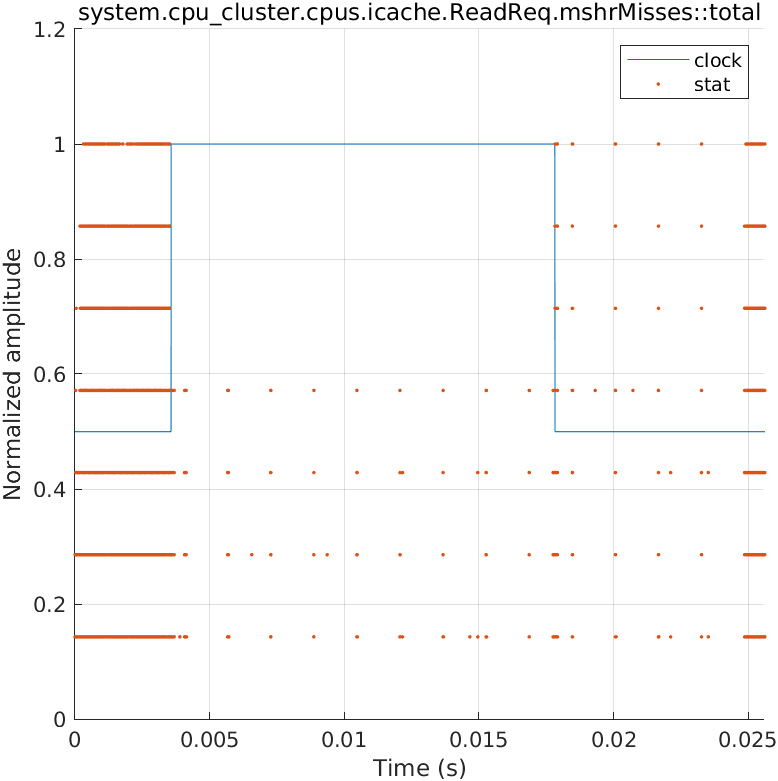 system.cpu_cluster.cpus.icache.ReadReq.mshrMisses::total
1.2
clock
stat
1
0.8
Normalized amplitude
0.6
0.4
0.2
0
0 0.005 0.01 0.015 0.02 0.025
Time (s)